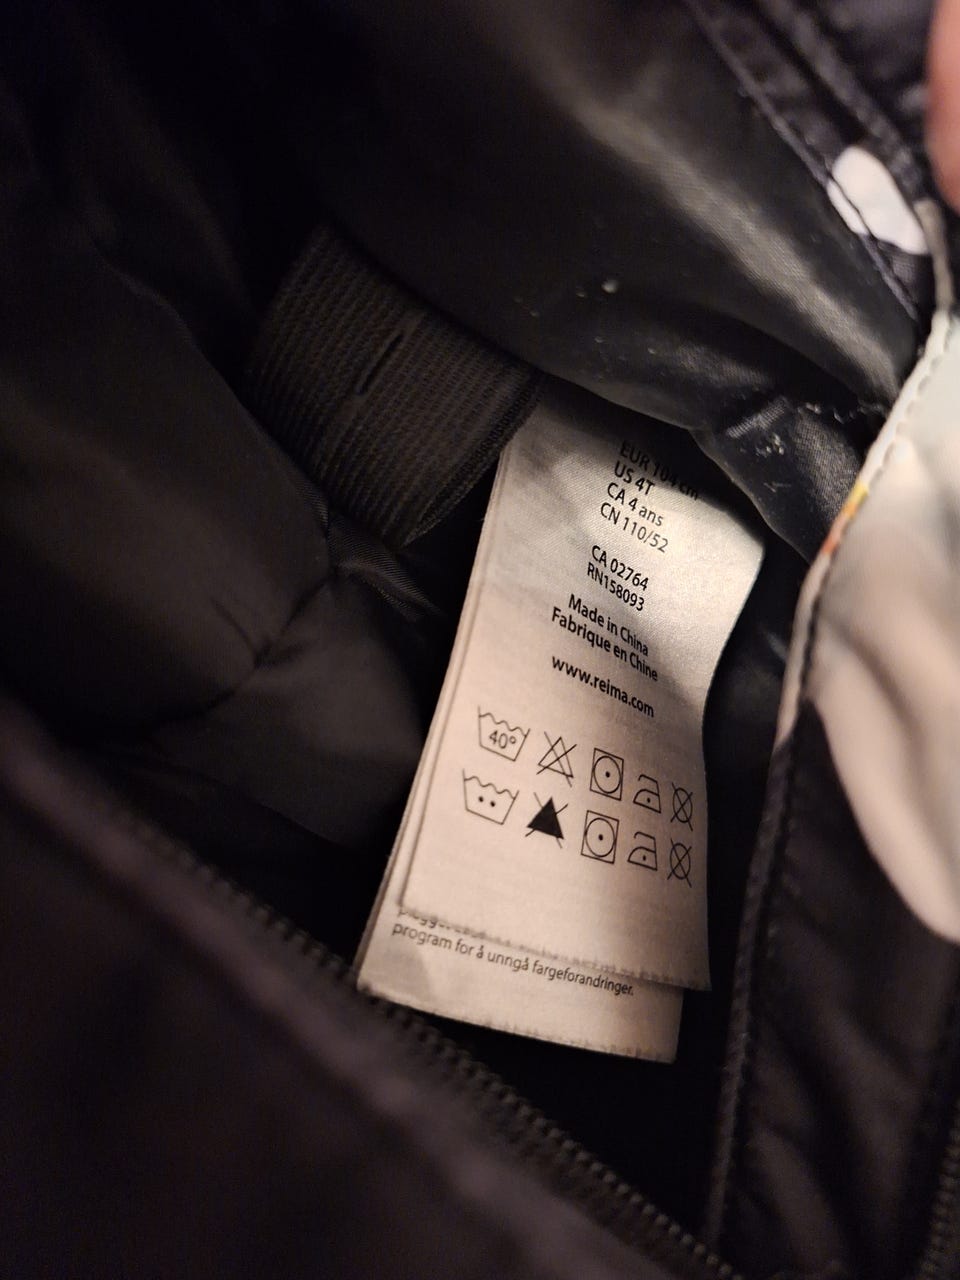 EUR 104 cm
US 4T
CA 4 ans
CN 110/52
CA 02764
RN158093
Made in China
Fabrique en Chine
www.reima.com
40°
program for å unngå fargeforandringer.